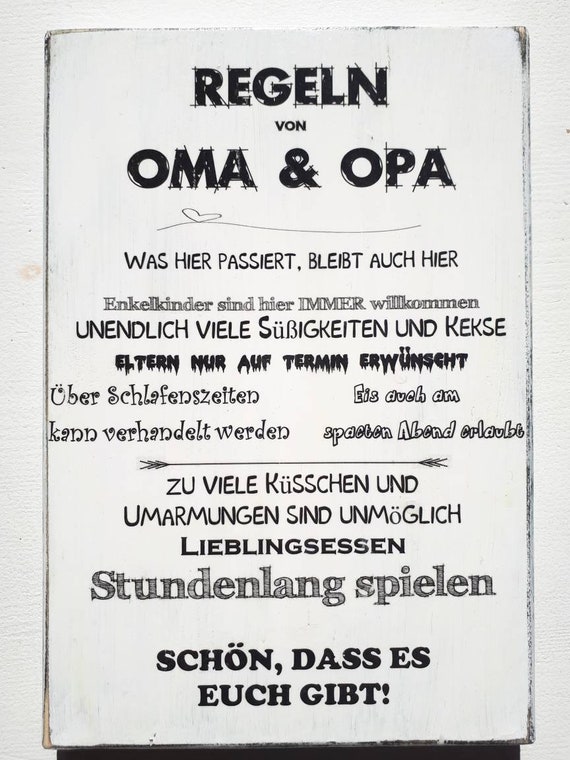 REGELN
VON
OMA & OPA
WAS HIER PASSIERT, BLEIBT AUCH HIER
Enkelkinder sind hier IMMER willkommen
UNENDLICH VIELE SÜßIGKEITEN UND KEKSE
ELTERN NUR AUF TERMIN ERWÜNSCHT
Über Schlafenszeiten
kann verhandelt werden
Eis auch am
spaeten Abend erlaubt
ZU VIELE KÜSSCHEN UND
UMARMUNGEN SIND UNMÖGLICH
LIEBLINGSESSEN
Stundenlang spielen
SCHÖN, DASS ES
EUCH GIBT!